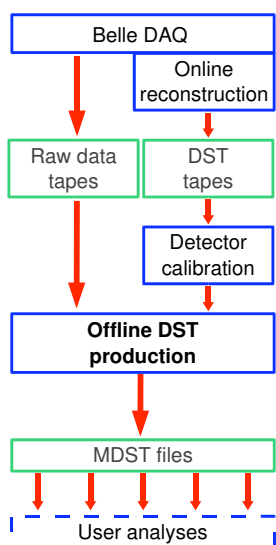 Belle DAQ
Online
reconstruction
Raw data
tapes
DST
tapes
Detector
calibration
Offline DST
production
MDST files
User analyses